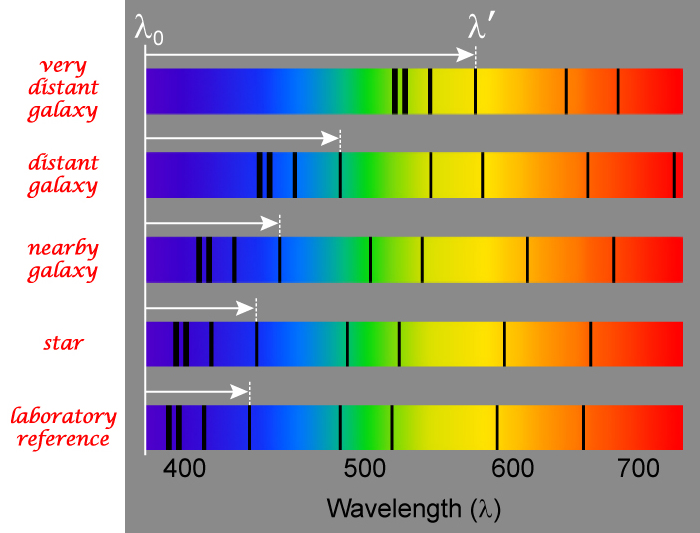 λ₀ λ′
very
distant
galaxy
distant
galaxy
nearby
galaxy
star
laboratory
reference
400 500 600 700
Wavelength (λ)